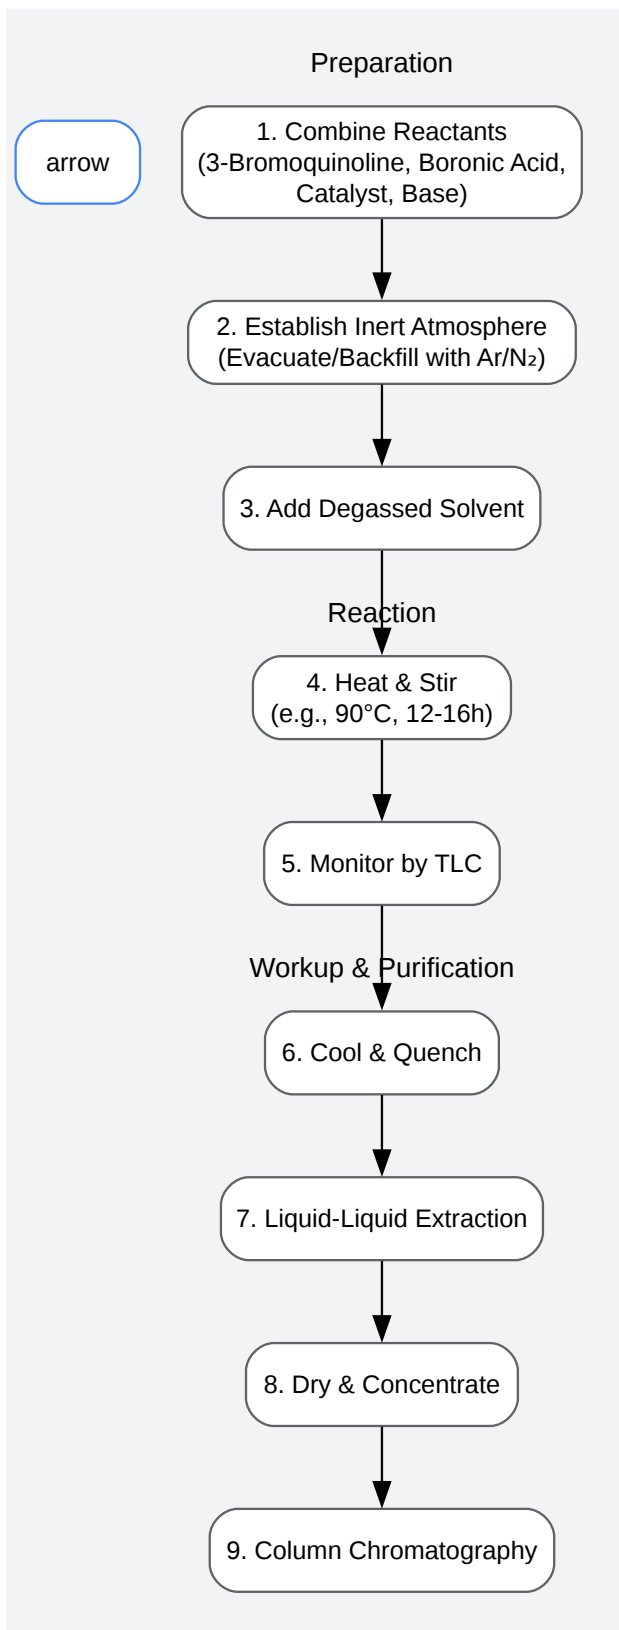 Preparation
arrow
1. Combine Reactants
(3-Bromoquinoline, Boronic Acid,
Catalyst, Base)
2. Establish Inert Atmosphere
(Evacuate/Backfill with Ar/N₂)
3. Add Degassed Solvent
Reaction
4. Heat & Stir
(e.g., 90°C, 12-16h)
5. Monitor by TLC
Workup & Purification
6. Cool & Quench
7. Liquid-Liquid Extraction
8. Dry & Concentrate
9. Column Chromatography